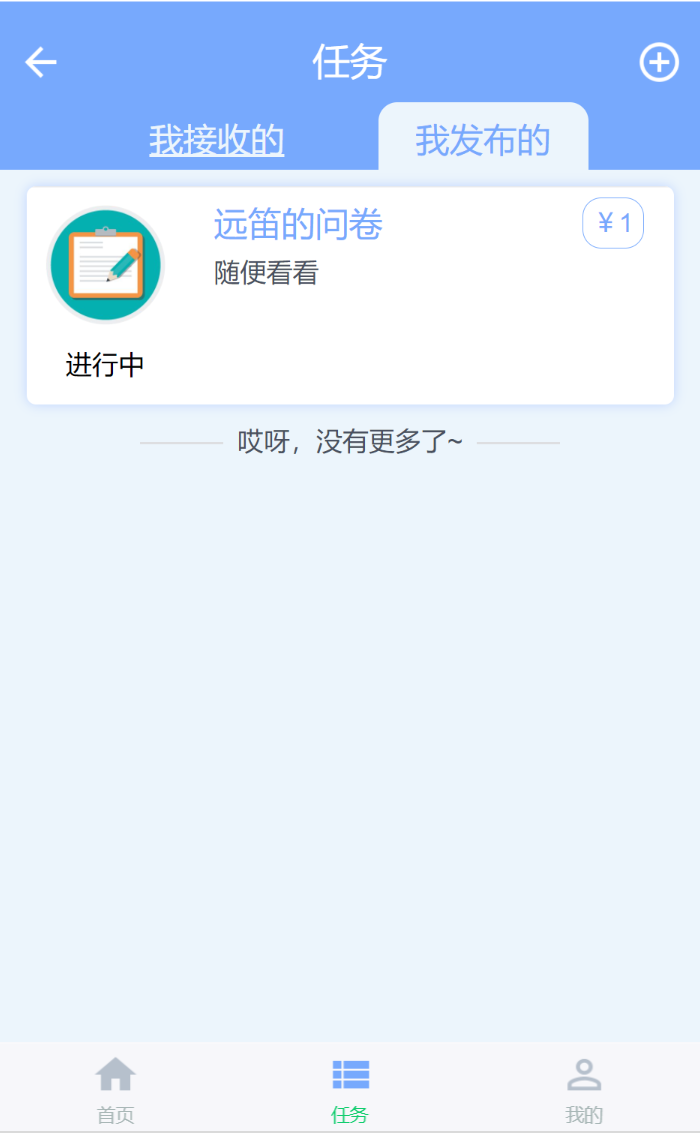 任务
我接收的 我发布的
远笛的问卷 ¥ 1
随便看看
进行中
哎呀，没有更多了~
首页 任务 我的